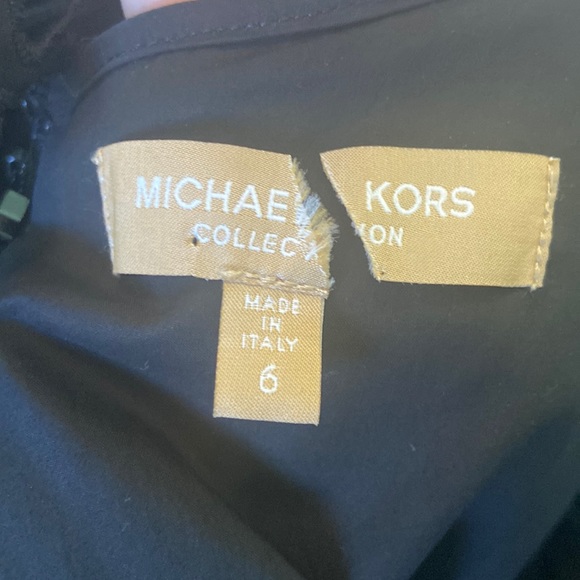 MICHAE KORS
COLLEC ION
MADE
IN
ITALY
6